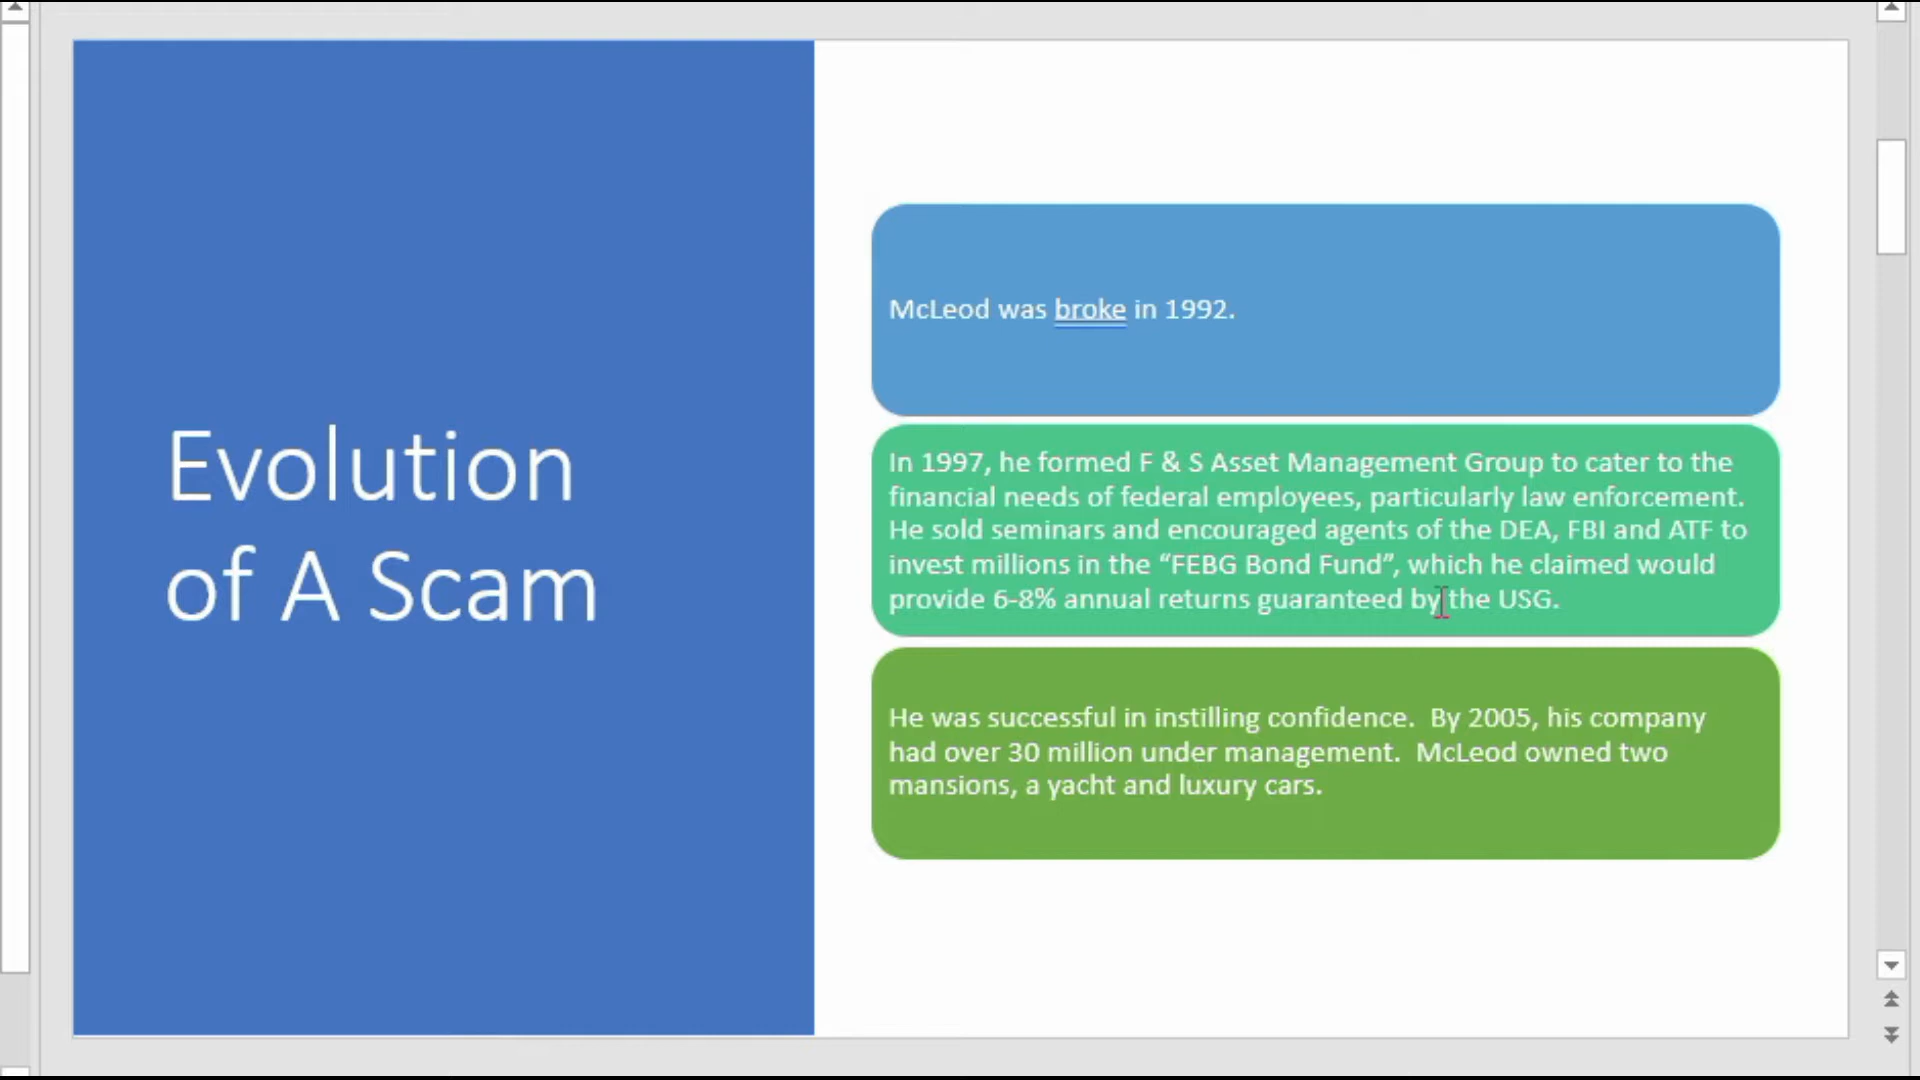 Evolution
of A Scam
McLeod was broke in 1992.
In 1997, he formed F & S Asset Management Group to cater to the
financial needs of federal employees, particularly law enforcement.
He sold seminars and encouraged agents of the DEA, FBI and ATF to
invest millions in the “FEBG Bond Fund”, which he claimed would
provide 6-8% annual returns guaranteed by the USG.
He was successful in instilling confidence.  By 2005, his company
had over 30 million under management.  McLeod owned two
mansions, a yacht and luxury cars.